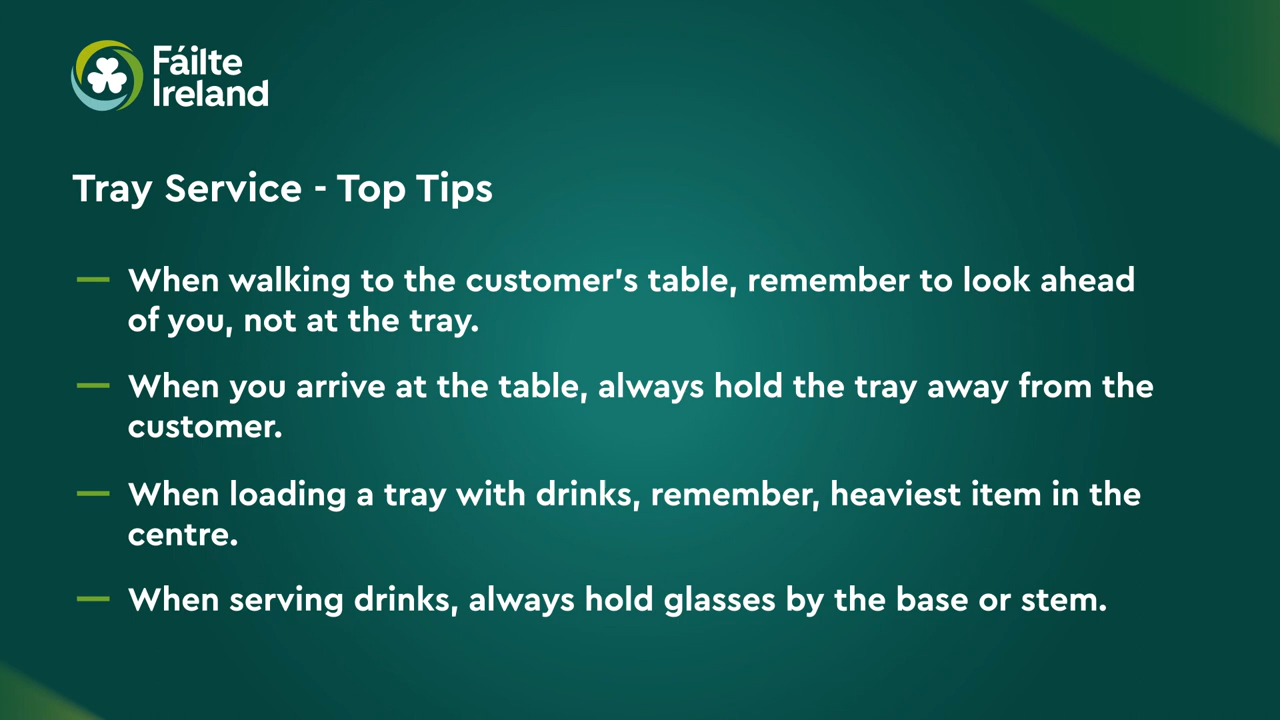 Fáilte
Ireland
Tray Service - Top Tips
When walking to the customer's table, remember to look ahead
of you, not at the tray.
When you arrive at the table, always hold the tray away from the
customer.
When loading a tray with drinks, remember, heaviest item in the
centre.
When serving drinks, always hold glasses by the base or stem.